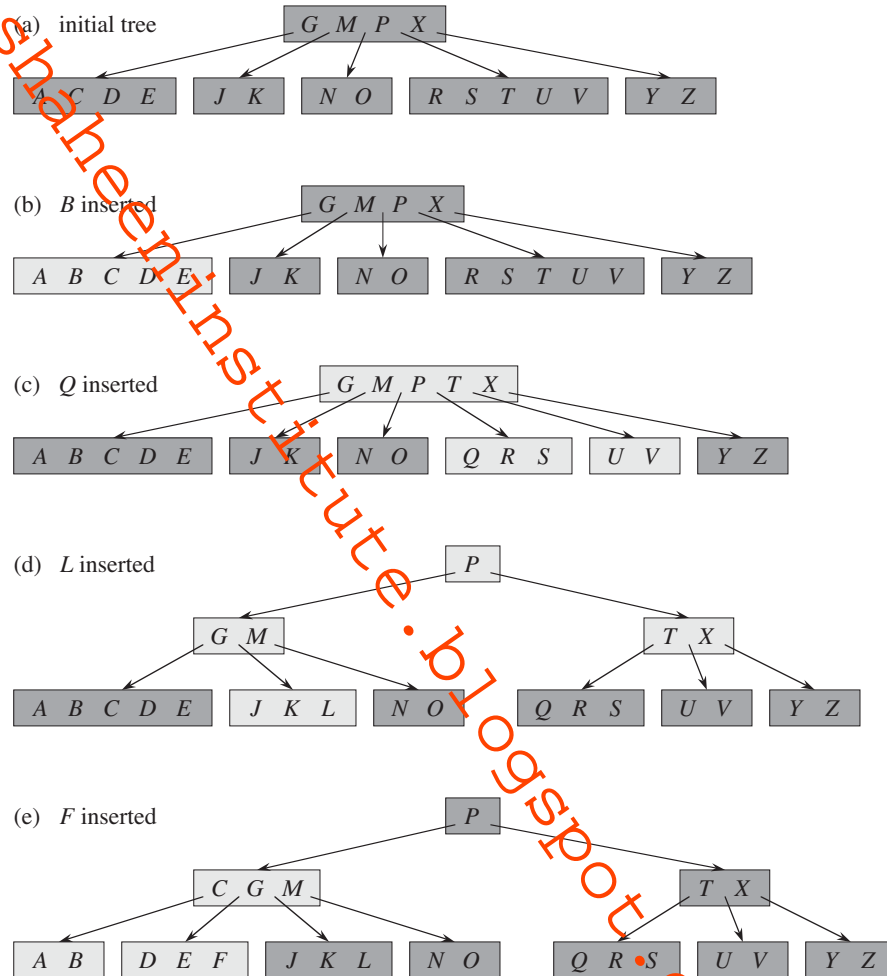 (a) initial tree
G M P X
A C D E J K N O R S T U V Y Z
(b) B inserted
G M P X
A B C D E J K N O R S T U V Y Z
(c) Q inserted
G M P T X
A B C D E J K N O Q R S U V Y Z
(d) L inserted
P
G M T X
A B C D E J K L N O Q R S U V Y Z
(e) F inserted
P
C G M T X
A B D E F J K L N O Q R S U V Y Z
shaheeninstitute.blogspot.